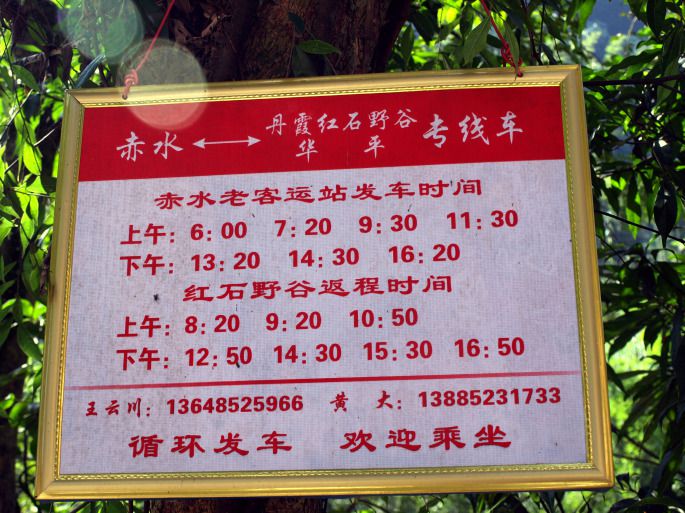 赤水 ⟷ 丹霞红石野谷 专线车
华平
赤水老客运站发车时间
上午：6：00 7：20 9：30 11：30
下午：13：20 14：30 16：20
红石野谷返程时间
上午：8：20 9：20 10：50
下午：12：50 14：30 15：30 16：50
王云川：13648525966 黄大：13885231733
循环发车 欢迎乘坐